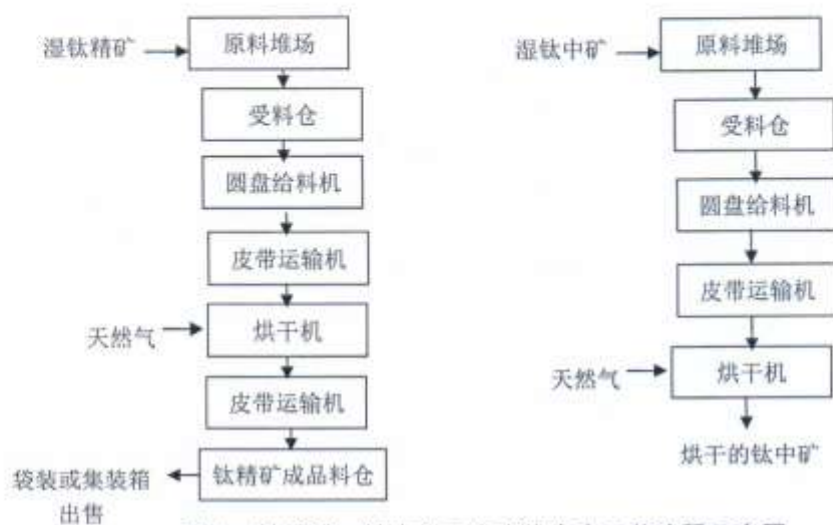 湿钛精矿
原料堆场
受料仓
圆盘给料机
皮带运输机
天然气
烘干机
皮带运输机
钛精矿成品料仓
袋装或集装箱
出售
湿钛中矿
原料堆场
受料仓
圆盘给料机
皮带运输机
天然气
烘干机
烘干的钛中矿